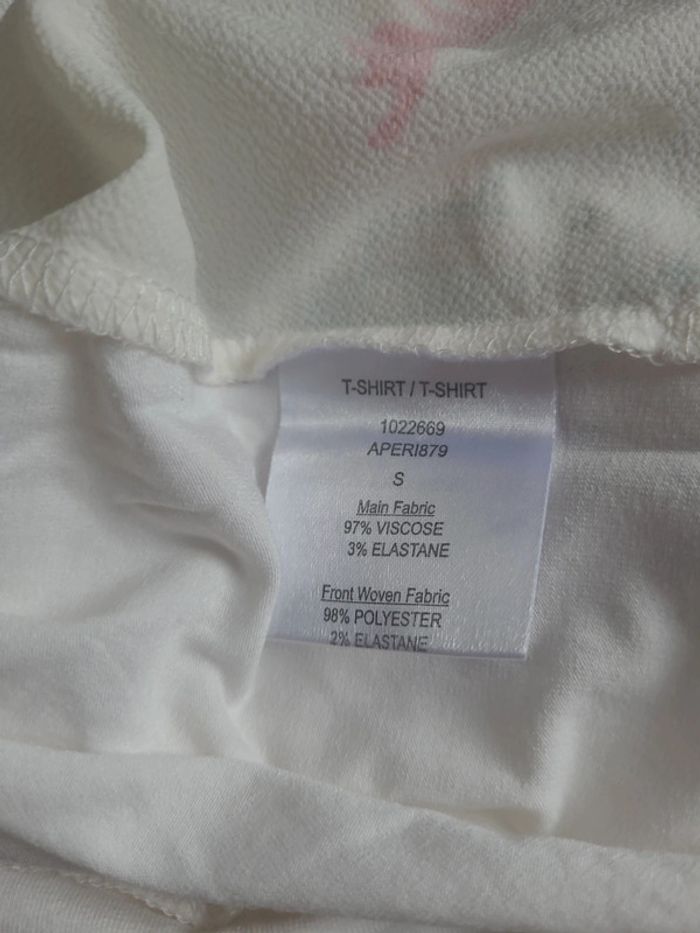 T-SHIRT / T-SHIRT
1022669
APERI879
S
Main Fabric
97% VISCOSE
3% ELASTANE
Front Woven Fabric
98% POLYESTER
2% ELASTANE